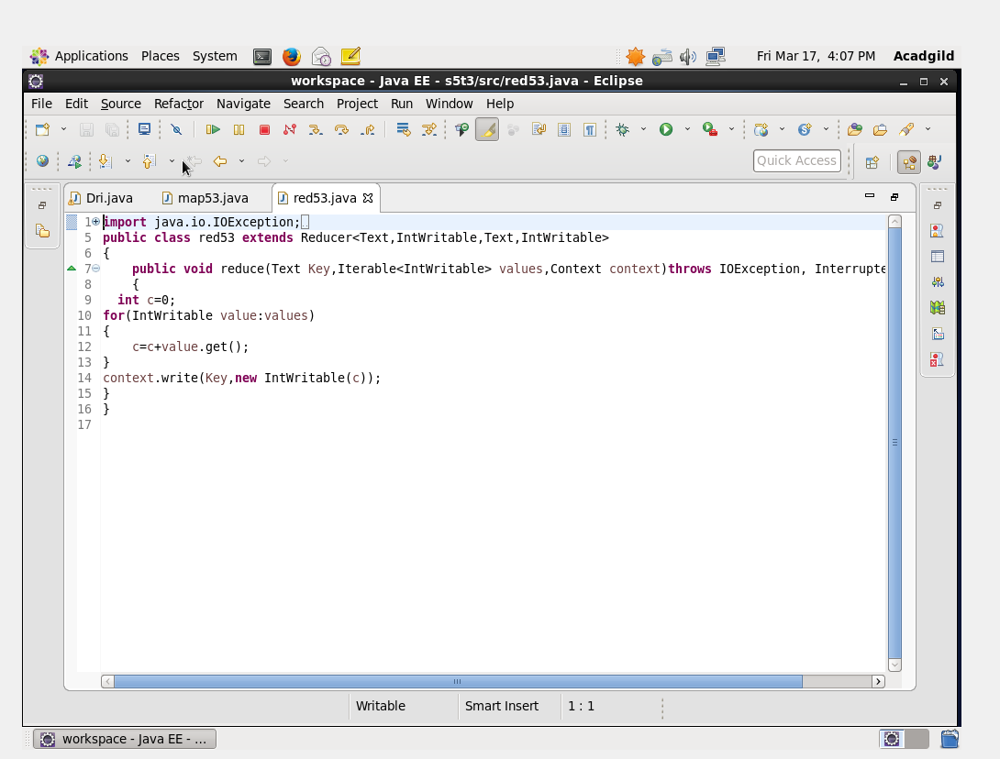 Applications Places System Fri Mar 17, 4:07 PM Acadgild
workspace - Java EE - s5t3/src/red53.java - Eclipse
File Edit Source Refactor Navigate Search Project Run Window Help
Quick Access
Dri.java map53.java red53.java
1 import java.io.IOException;
5 public class red53 extends Reducer<Text,IntWritable,Text,IntWritable>
6 {
7 public void reduce(Text Key,Iterable<IntWritable> values,Context context)throws IOException, Interrupte
8 {
9 int c=0;
10 for(IntWritable value:values)
11 {
12 c=c+value.get();
13 }
14 context.write(Key,new IntWritable(c));
15 }
16 }
17
Writable Smart Insert 1 : 1
workspace - Java EE - ...